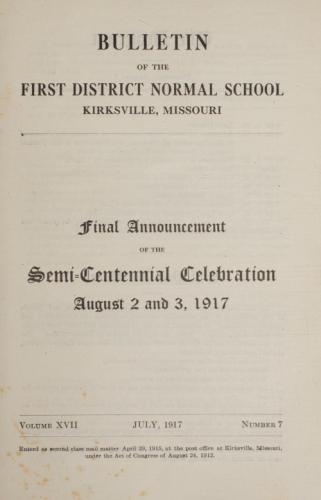 BULLETIN
OF THE
FIRST DISTRICT NORMAL SCHOOL
KIRKSVILLE, MISSOURI
Final Announcement
OF THE
Semi-Centennial Celebration
August 2 and 3, 1917
VOLUME XVII JULY, 1917 NUMBER 7
Entered as second class mail matter April 29, 1915, at the post office at Kirksville, Missouri,
under the Act of Congress of August 24, 1912.